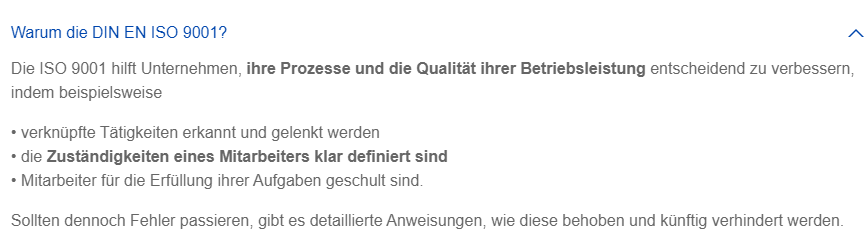 Warum die DIN EN ISO 9001?
Die ISO 9001 hilft Unternehmen, ihre Prozesse und die Qualität ihrer Betriebsleistung entscheidend zu verbessern,
indem beispielsweise
• verknüpfte Tätigkeiten erkannt und gelenkt werden
• die Zuständigkeiten eines Mitarbeiters klar definiert sind
• Mitarbeiter für die Erfüllung ihrer Aufgaben geschult sind.
Sollten dennoch Fehler passieren, gibt es detaillierte Anweisungen, wie diese behoben und künftig verhindert werden.